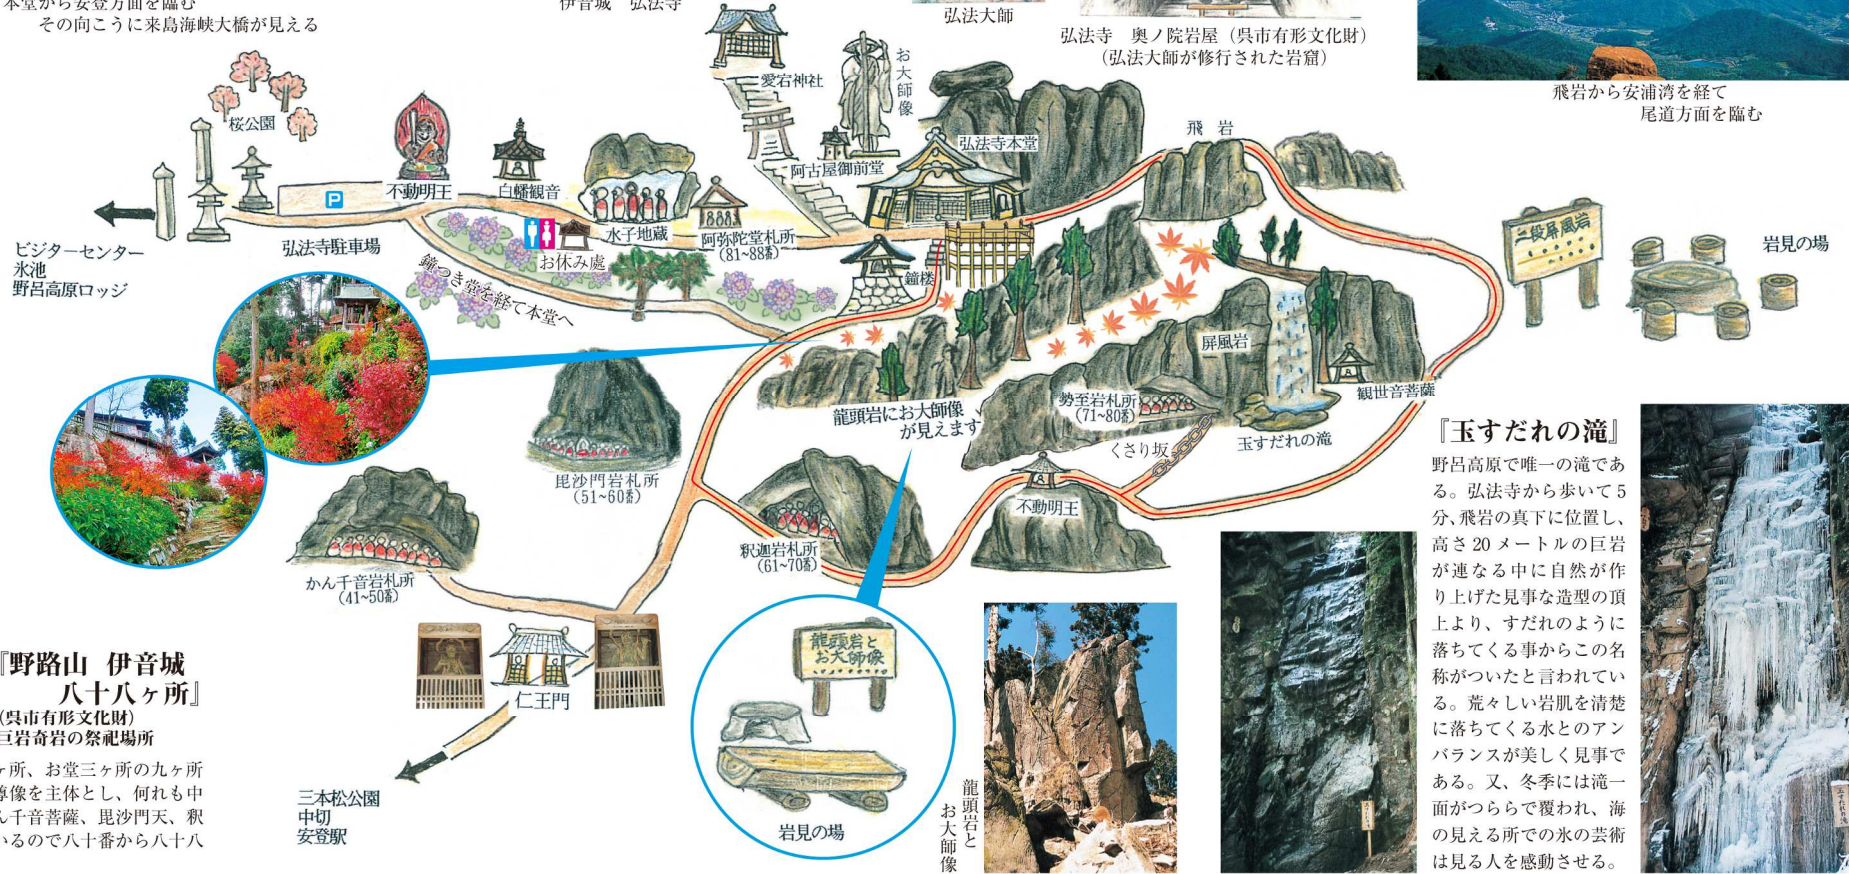 本堂から安登方面を臨む
その向こうに来島海峡大橋が見える
伊音城　弘法寺
弘法大師
弘法寺　奥ノ院岩屋（呉市有形文化財）
（弘法大師が修行された岩窟）
飛岩から安浦湾を経て
尾道方面を臨む
桜公園
愛宕神社
お大師像
飛　岩
弘法寺本堂
阿古屋御前堂
不動明王
白幡観音
P
水子地蔵
阿弥陀堂札所
（81~88番）
弘法寺駐車場
お休み處
鐘楼
鐘つき堂を経て本堂へ
ビジターセンター
氷池
野呂高原ロッジ
二段屏風岩
岩見の場
屏風岩
観世音菩薩
勢至岩札所
（71~80番）
玉すだれの滝
くさり坂
龍頭岩にお大師像
が見えます
毘沙門岩札所
（51~60番）
不動明王
釈迦岩札所
（61~70番）
かん千音岩札所
（41~50番）
仁王門
龍頭岩と
お大師像
岩見の場
三本松公園
中切
安登駅
龍頭岩と
お大師像
『野路山　伊音城
八十八ヶ所』
（呉市有形文化財）
巨岩奇岩の祭祀場所
ヶ所、お堂三ヶ所の九ヶ所
尊像を主体とし、何れも中
ん千音菩薩、毘沙門天、釈
いるので八十番から八十八
『玉すだれの滝』
野呂高原で唯一の滝であ
る。弘法寺から歩いて5
分、飛岩の真下に位置し、
高さ20メートルの巨岩
が連なる中に自然が作
り上げた見事な造型の頂
上より、すだれのように
落ちてくる事からこの名
称がついたと言われてい
る。荒々しい岩肌を清楚
に落ちてくる水とのアン
バランスが美しく見事で
ある。又、冬季には滝一
面がつららで覆われ、海
の見える所での氷の芸術
は見る人を感動させる。
玉すだれの滝